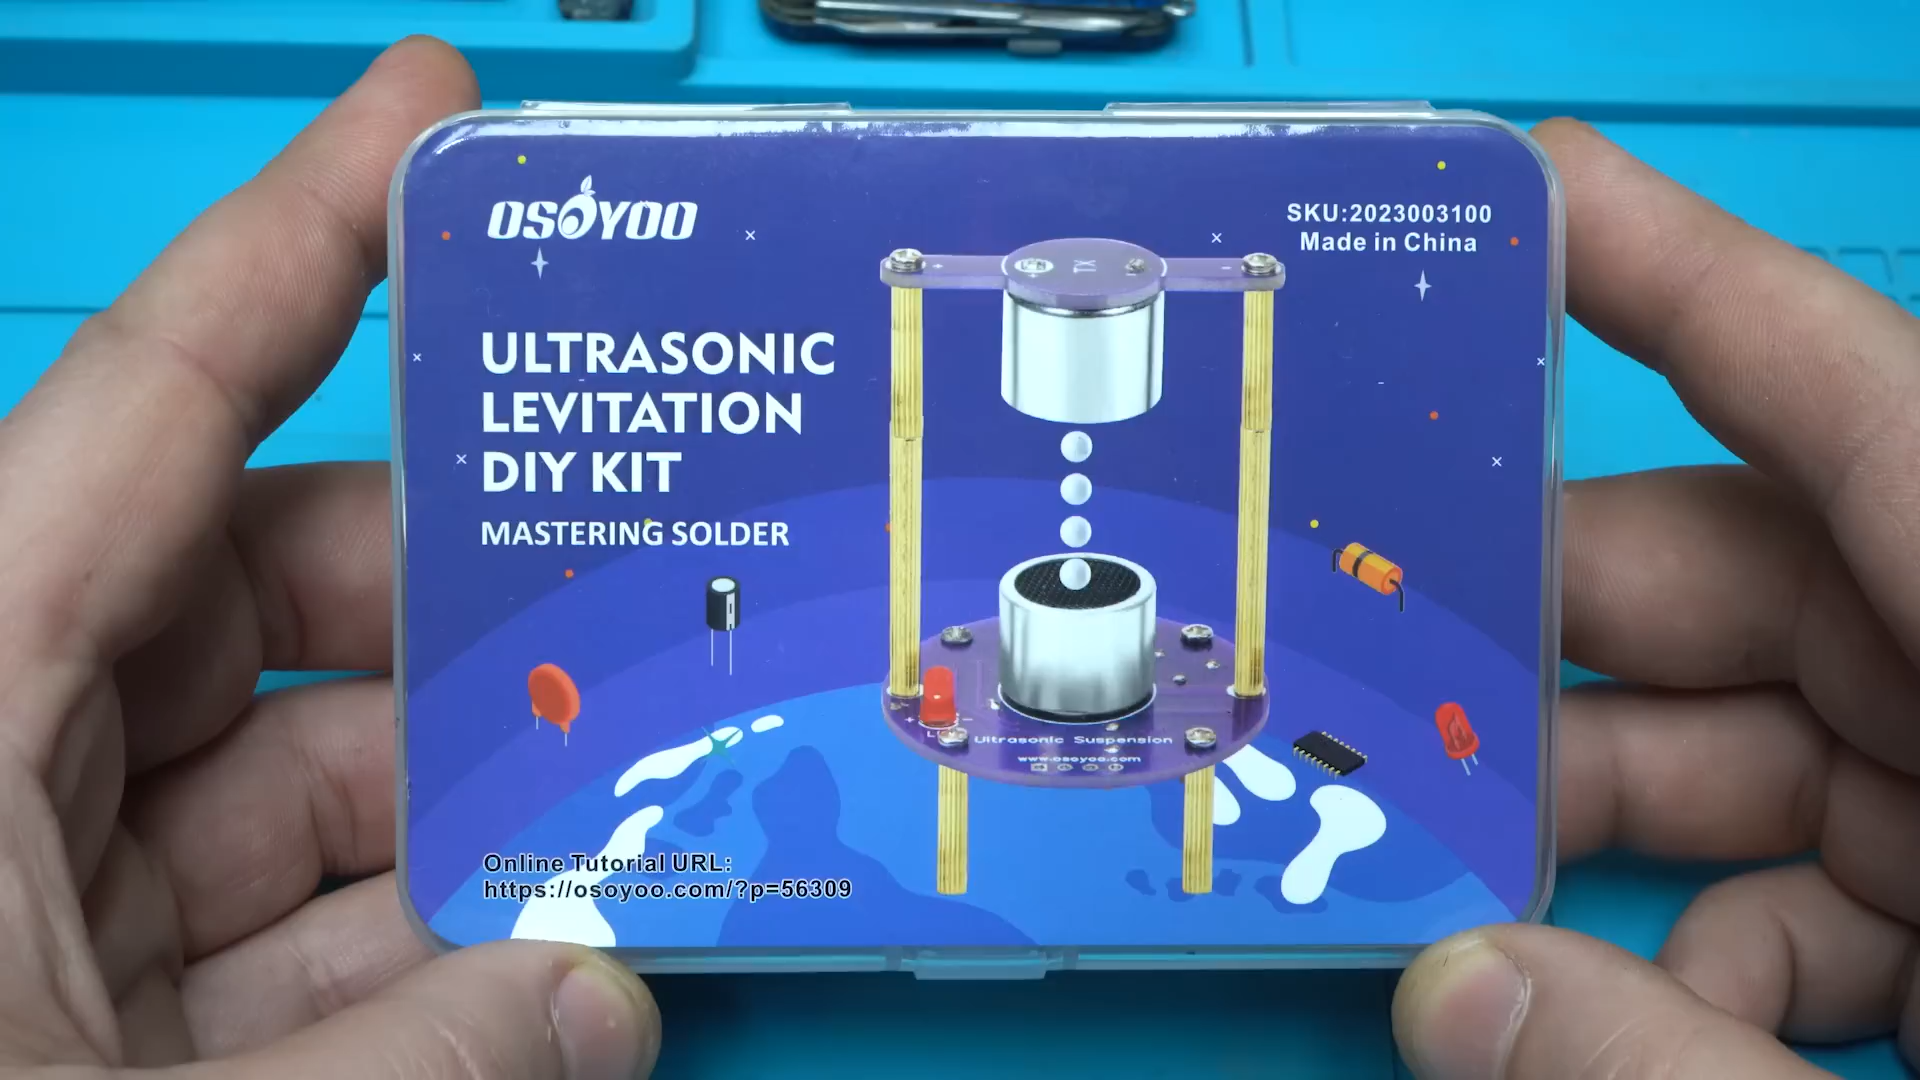 OSOYOO
SKU:2023003100
Made in China
ULTRASONIC
LEVITATION
DIY KIT
MASTERING SOLDER
+ TX -
+ -
Ultrasonic Suspension
www.osoyoo.com
Online Tutorial URL:
https://osoyoo.com/?p=56309